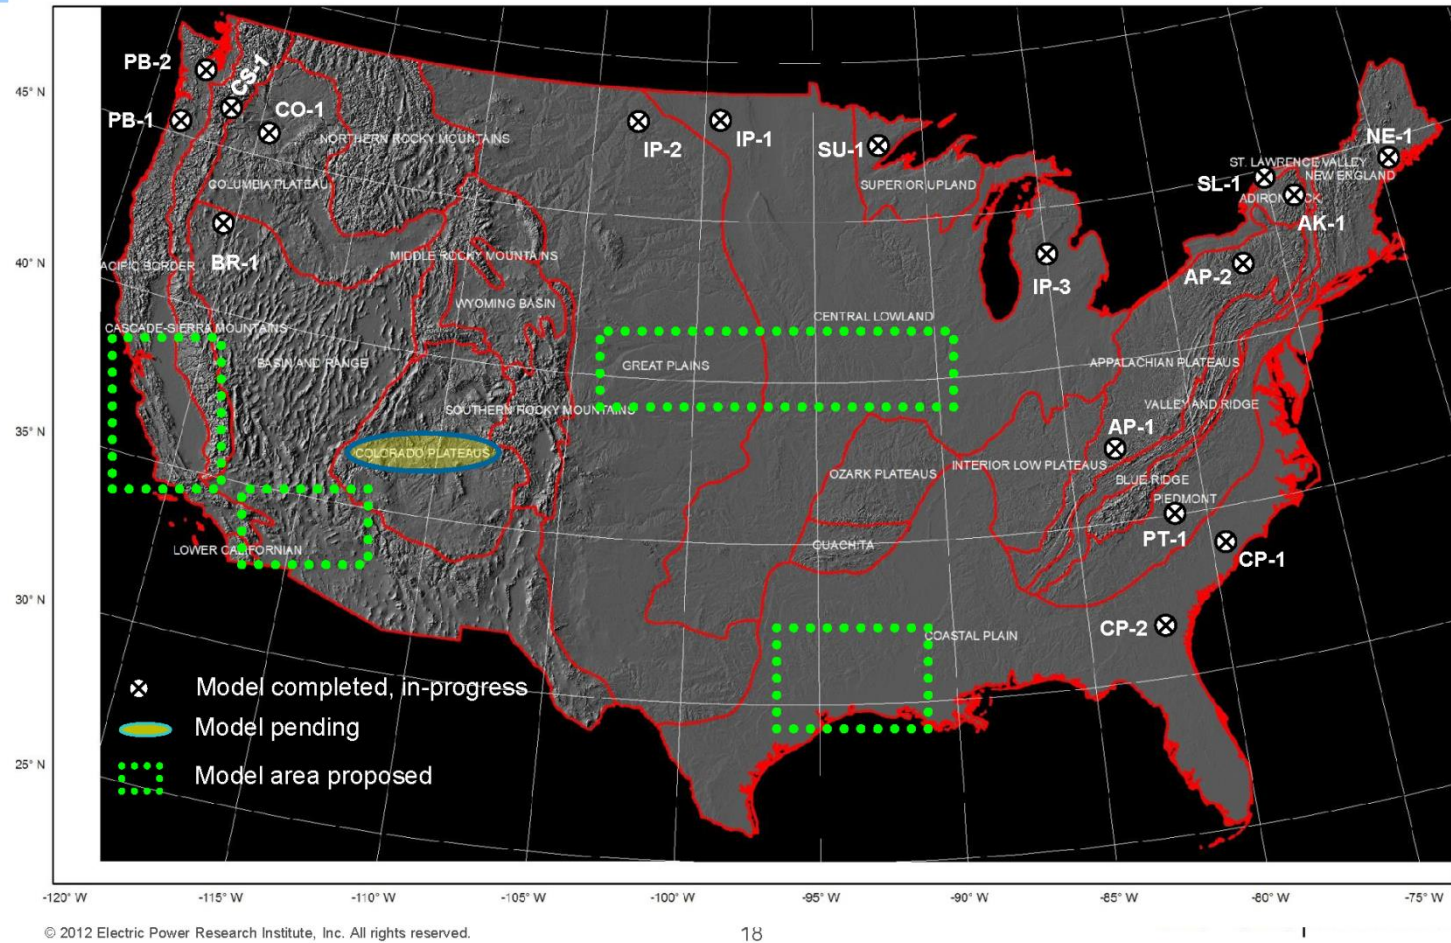 PB-2
CS-1
45° N
PB-1
CO-1
NORTHERN ROCKY MOUNTAINS
IP-2
IP-1
SU-1
NE-1
ST. LAWRENCE VALLEY
SL-1
NEW ENGLAND
COLUMBIA PLATEAU
SUPERIOR UPLAND
ADIRONDACK
AK-1
40° N
BR-1
MIDDLE ROCKY MOUNTAINS
ACIFIC BORDER
AP-2
IP-3
WYOMING BASIN
CENTRAL LOWLAND
CASCADE-SIERRA MOUNTAINS
BASIN AND RANGE
GREAT PLAINS
APPALACHIAN PLATEAUS
SOUTHERN ROCKY MOUNTAINS
VALLEY AND RIDGE
35° N
AP-1
COLORADO PLATEAUS
INTERIOR LOW PLATEAUS
OZARK PLATEAUS
BLUE RIDGE
PIEDMONT
PT-1
LOWER CALIFORNIAN
OUACHITA
CP-1
30° N
CP-2
COASTAL PLAIN
Model completed, in-progress
Model pending
25° N
Model area proposed
-120° W
-115° W
-110° W
-105° W
-100° W
-95° W
-90° W
-85° W
-80° W
-75° W
© 2012 Electric Power Research Institute, Inc. All rights reserved.
18